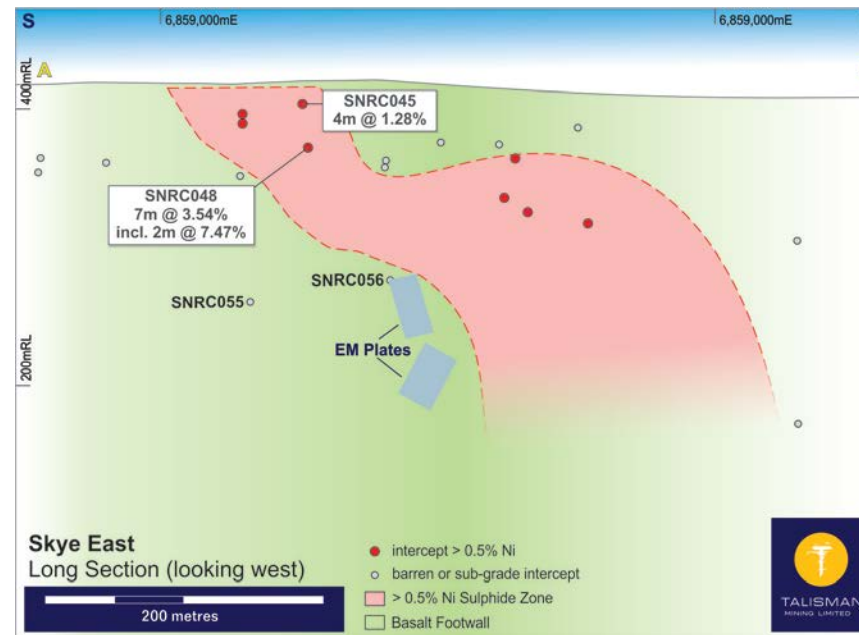 S
6,859,000mE
6,859,000mE
A
400mRL
SNRC045
4m @ 1.28%
SNRC048
7m @ 3.54%
incl. 2m @ 7.47%
SNRC056
SNRC055
EM Plates
200mRL
Skye East
Long Section (looking west)
200 metres
intercept > 0.5% Ni
barren or sub-grade intercept
> 0.5% Ni Sulphide Zone
Basalt Footwall
TALISMAN
MINING LIMITED